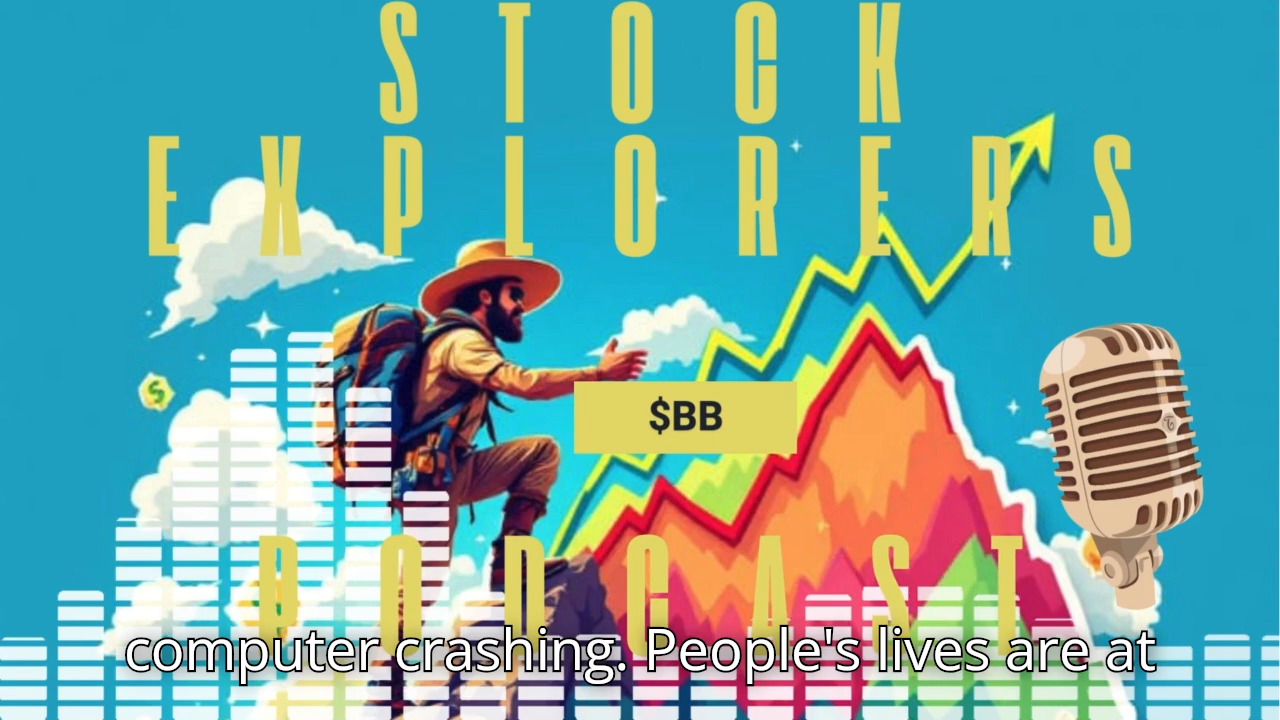 STOCK
EXPLORERS
$BB
PODCAST
computer crashing. People's lives are at